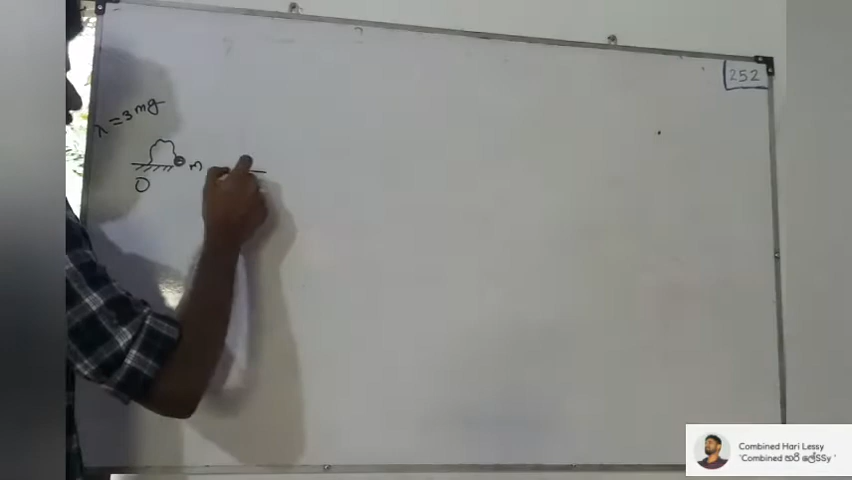 252
λ = 3mg
m
O
Combined Hari Lessy
'Combined හරි ලේSSy '